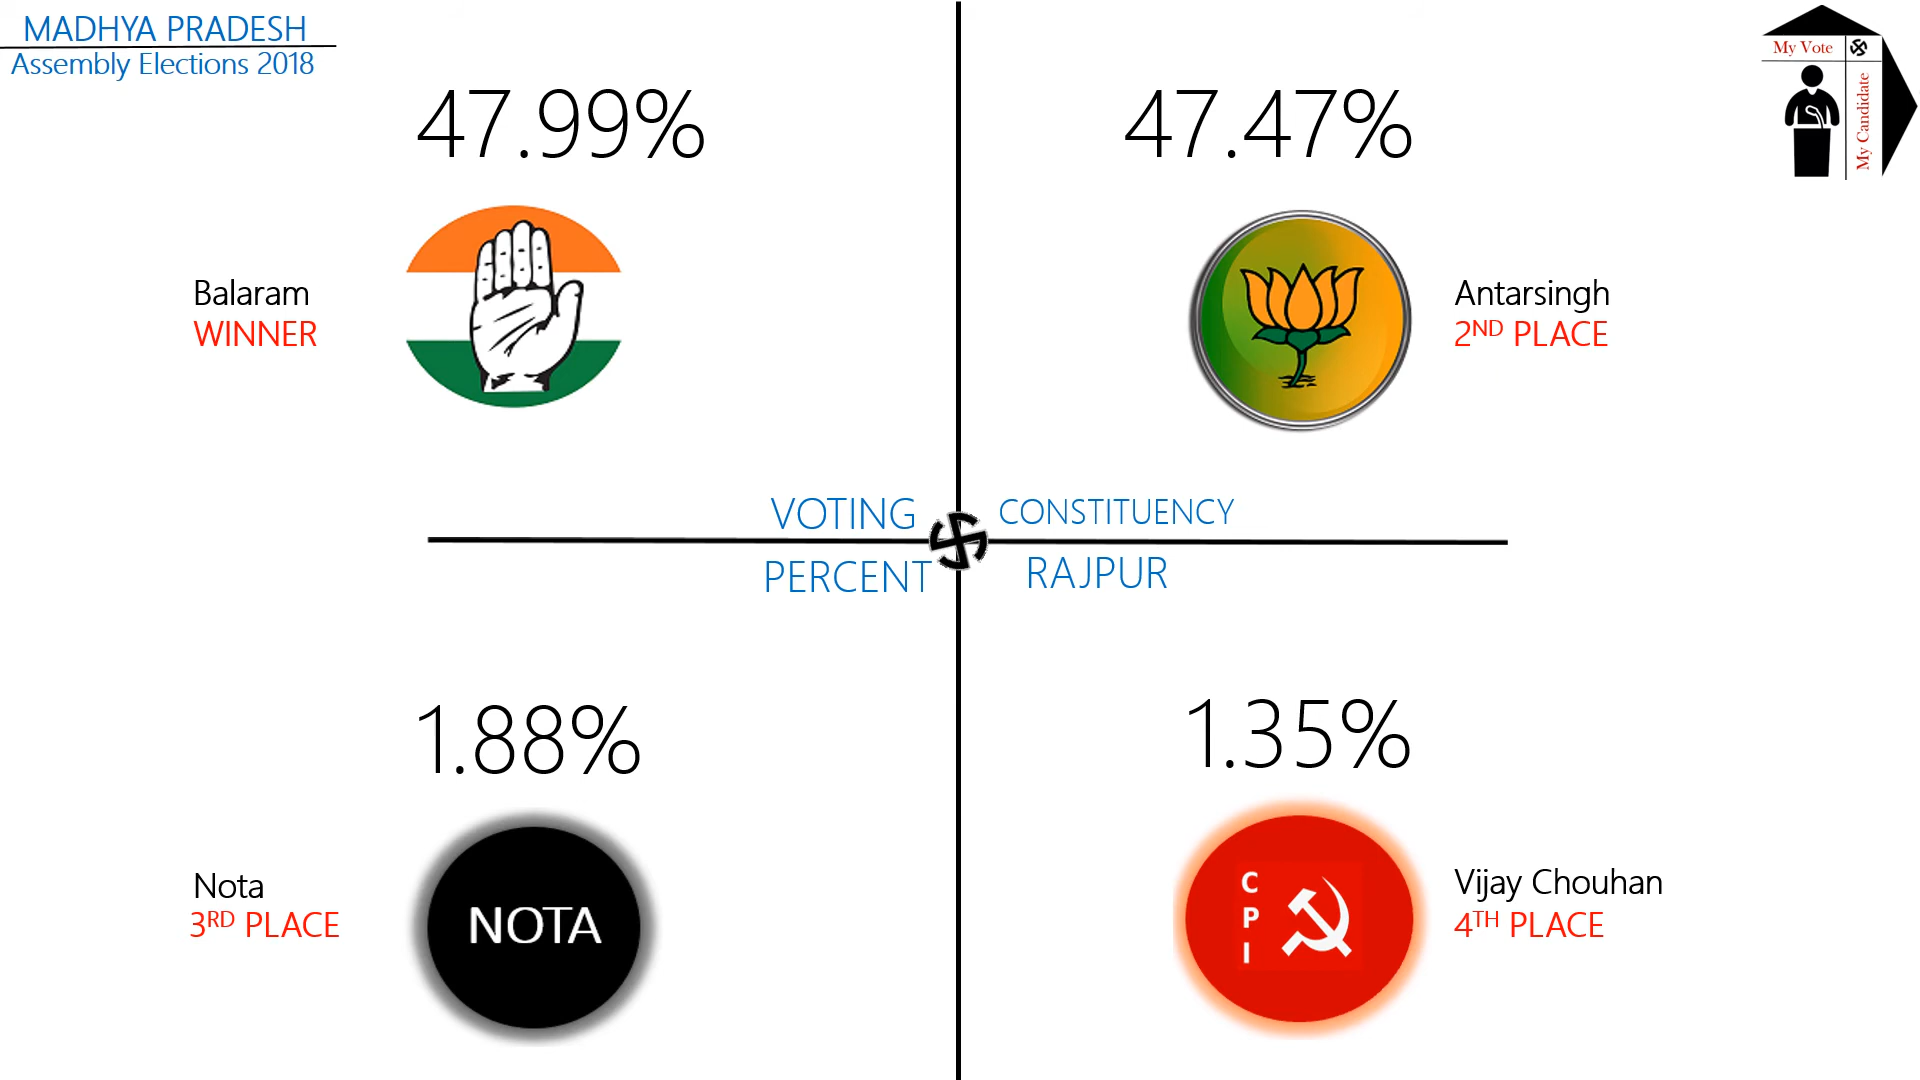 MADHYA PRADESH
Assembly Elections 2018
My Vote
My Candidate
47.99%
Balaram
WINNER
47.47%
Antarsingh
2ND PLACE
VOTING
PERCENT
CONSTITUENCY
RAJPUR
1.88%
Nota
3RD PLACE
NOTA
1.35%
C
P
I
Vijay Chouhan
4TH PLACE